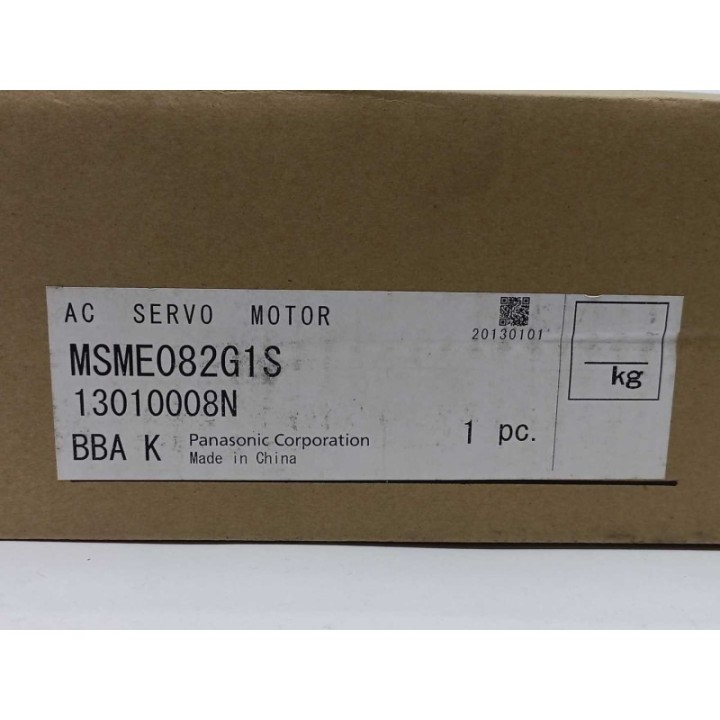 AC SERVO MOTOR
20130101
MSME082G1S
kg
13010008N
BBA K
Panasonic Corporation
Made in China
1 pc.